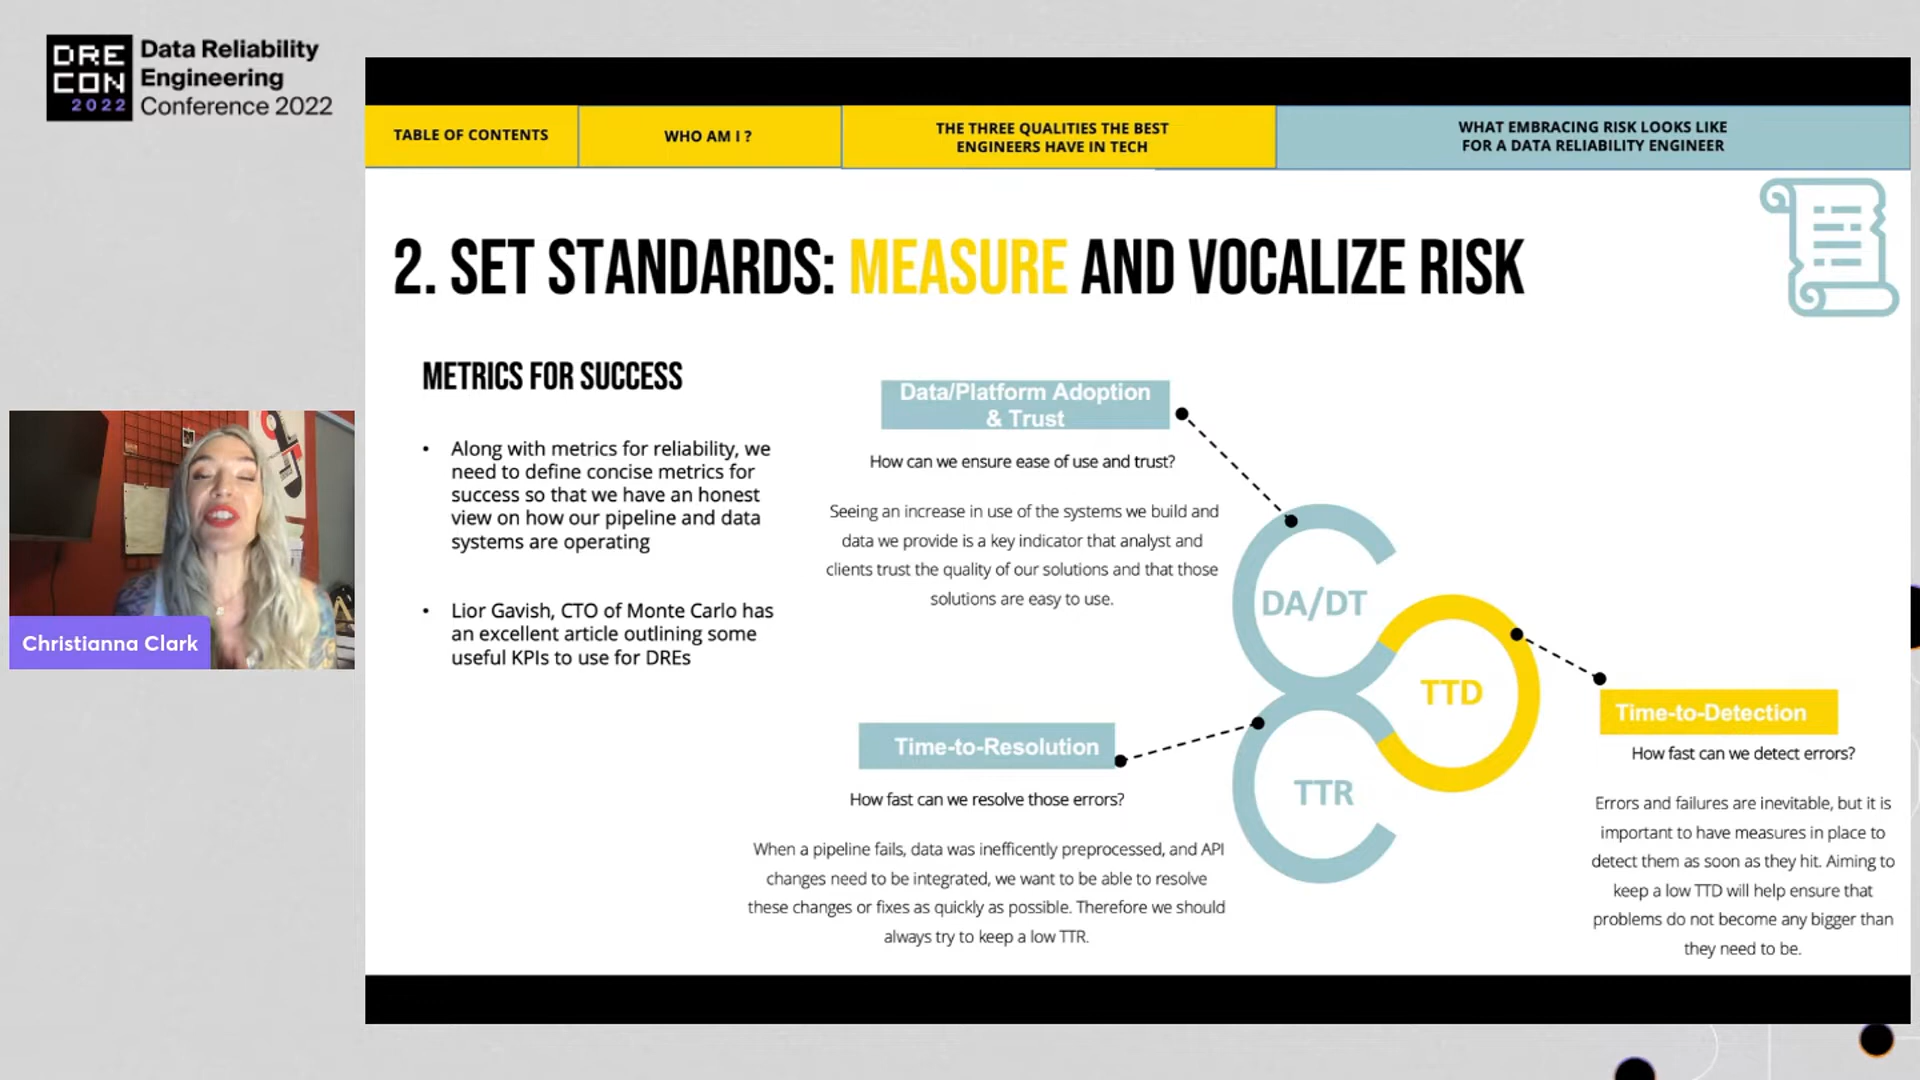 DRE
CON
2022
Data Reliability
Engineering
Conference 2022
TABLE OF CONTENTS
WHO AM I ?
THE THREE QUALITIES THE BEST
ENGINEERS HAVE IN TECH
WHAT EMBRACING RISK LOOKS LIKE
FOR A DATA RELIABILITY ENGINEER
2. SET STANDARDS: MEASURE AND VOCALIZE RISK
METRICS FOR SUCCESS
• Along with metrics for reliability, we
need to define concise metrics for
success so that we have an honest
view on how our pipeline and data
systems are operating
• Lior Gavish, CTO of Monte Carlo has
an excellent article outlining some
useful KPIs to use for DREs
Data/Platform Adoption
& Trust
How can we ensure ease of use and trust?
Seeing an increase in use of the systems we build and
data we provide is a key indicator that analyst and
clients trust the quality of our solutions and that those
solutions are easy to use.
DA/DT
TTD
TTR
Time-to-Resolution
How fast can we resolve those errors?
When a pipeline fails, data was inefficently preprocessed, and API
changes need to be integrated, we want to be able to resolve
these changes or fixes as quickly as possible. Therefore we should
always try to keep a low TTR.
Time-to-Detection
How fast can we detect errors?
Errors and failures are inevitable, but it is
important to have measures in place to
detect them as soon as they hit. Aiming to
keep a low TTD will help ensure that
problems do not become any bigger than
they need to be.
Christianna Clark